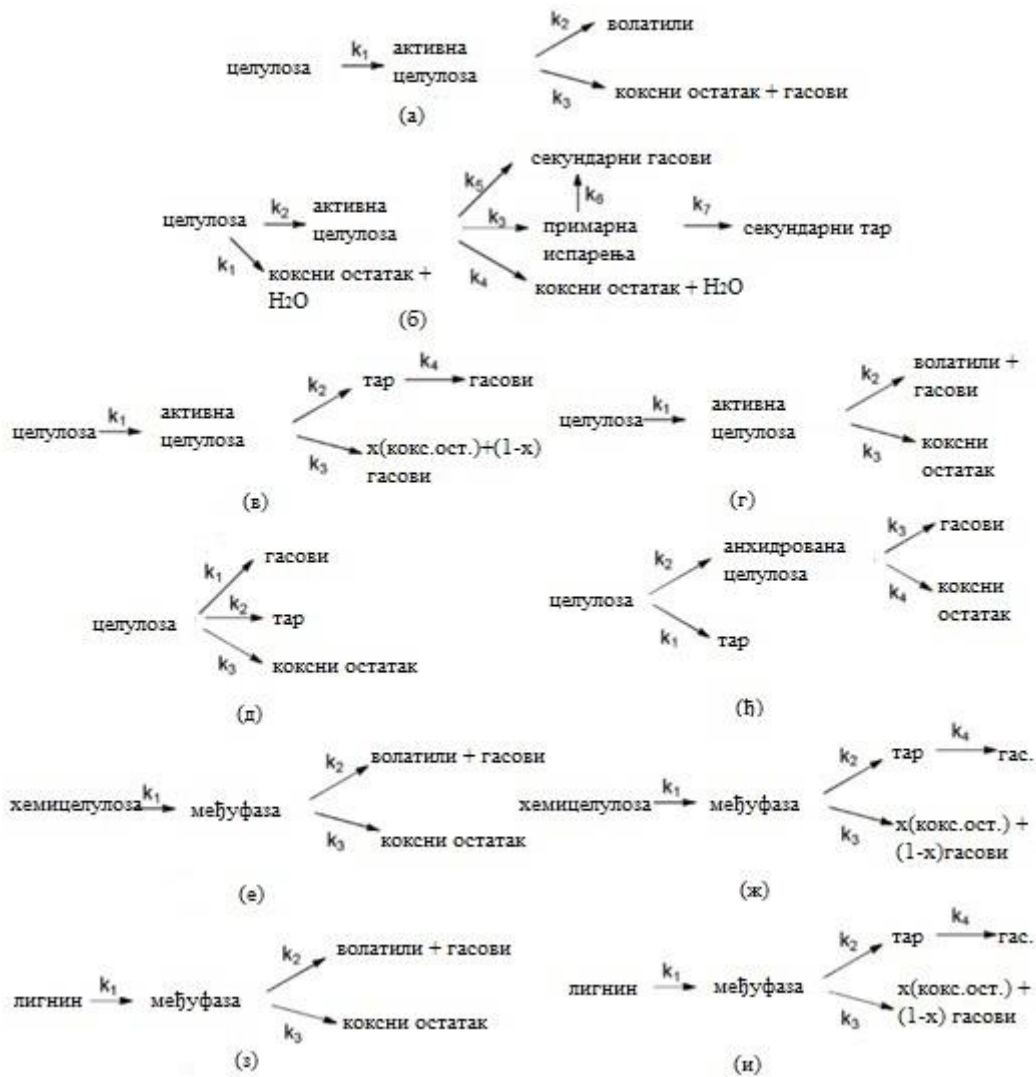 целулоза
k1
активна
целулоза
k2
волатили
k3
коксни остатак + гасови
(а)
целулоза
k2
активна
целулоза
k1
коксни остатак +
H2O
k5
секундарни гасови
k6
k3
примарна
испарења
k7
секундарни тар
k4
коксни остатак + H2O
(б)
целулоза
k1
активна
целулоза
k2
тар
k4
гасови
k3
x(кокс.ост.)+(1-x)
гасови
(в)
целулоза
k1
активна
целулоза
k2
волатили +
гасови
k3
коксни
остатак
(г)
целулоза
k1
гасови
k2
тар
k3
коксни остатак
(д)
целулоза
k2
анхидрована
целулоза
k1
тар
k3
гасови
k4
коксни
остатак
(ђ)
хемицелулоза
k1
међуфаза
k2
волатили + гасови
k3
коксни остатак
(е)
хемицелулоза
k1
међуфаза
k2
тар
k4
гас.
k3
x(кокс.ост.) +
(1-x)гасови
(ж)
лигнин
k1
међуфаза
k2
волатили + гасови
k3
коксни остатак
(з)
лигнин
k1
међуфаза
k2
тар
k4
гас.
k3
x(кокс.ост.) +
(1-x) гасови
(и)